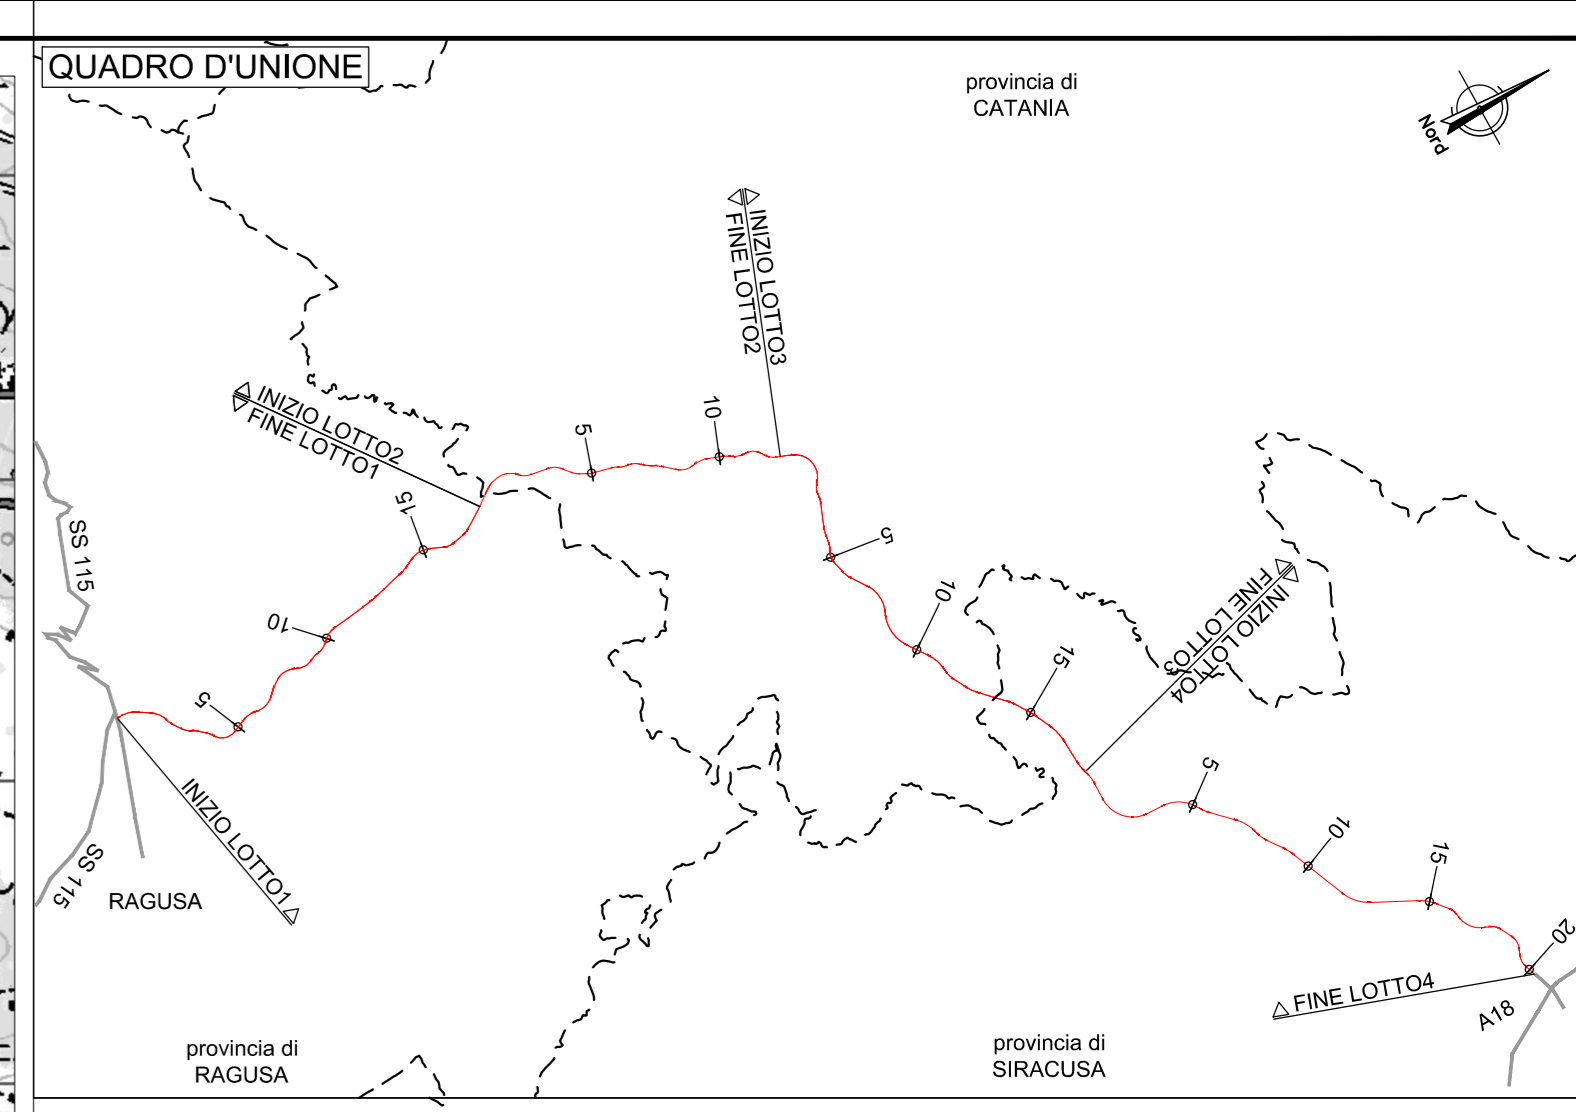 QUADRO D'UNIONE
provincia di
CATANIA
Nord
INIZIO LOTTO3
FINE LOTTO2
INIZIO LOTTO2
FINE LOTTO1
5
10
15
5
10
SS 115
10
5
5
10
15
FINE LOTTO3
INIZIO LOTTO4
INIZIO LOTTO1
SS 115
RAGUSA
5
10
15
20
FINE LOTTO4
A18
provincia di
RAGUSA
provincia di
SIRACUSA